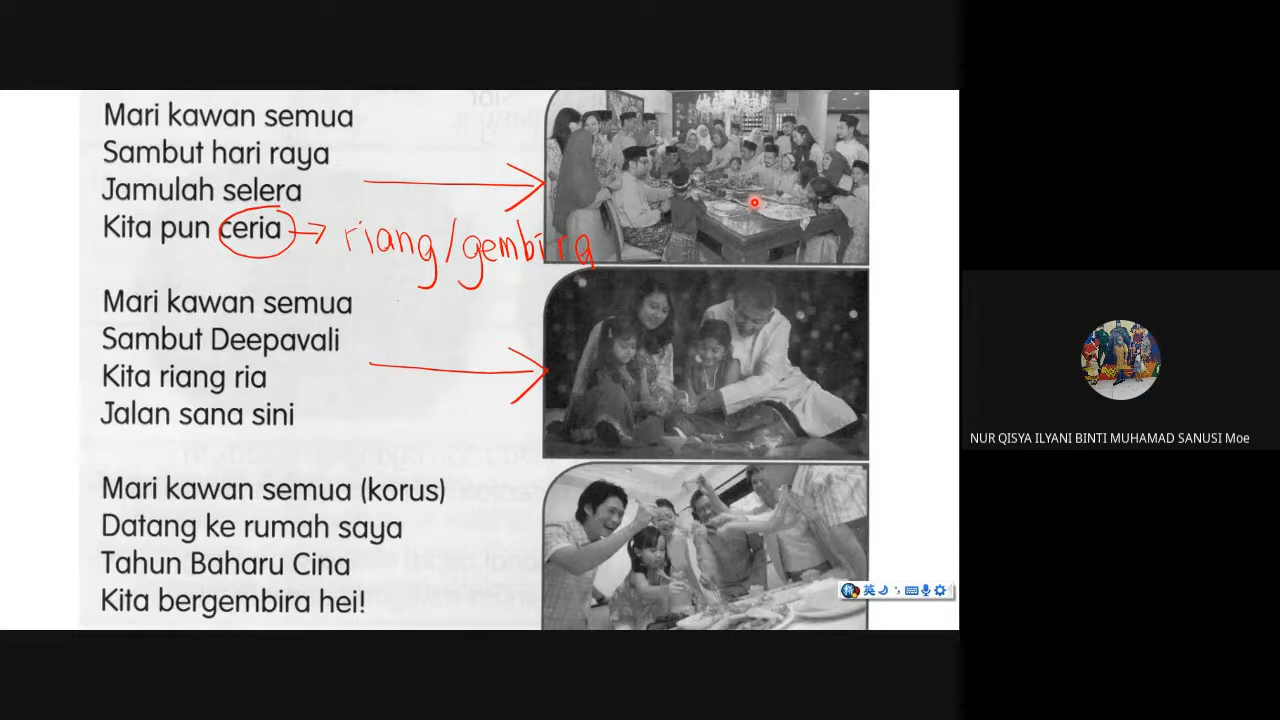 Mari kawan semua
Sambut hari raya
Jamulah selera
Kita pun ceria
riang/gembira
Mari kawan semua
Sambut Deepavali
Kita riang ria
Jalan sana sini
Mari kawan semua (korus)
Datang ke rumah saya
Tahun Baharu Cina
Kita bergembira hei!
英
NUR QISYA ILYANI BINTI MUHAMAD SANUSI Moe